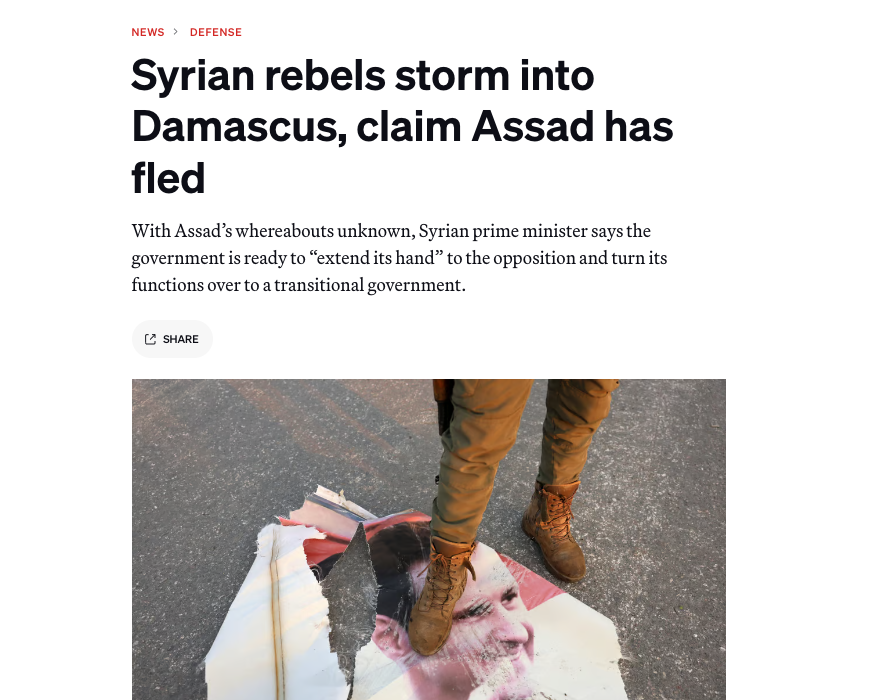 NEWS > DEFENSE
Syrian rebels storm into
Damascus, claim Assad has
fled
With Assad’s whereabouts unknown, Syrian prime minister says the
government is ready to “extend its hand” to the opposition and turn its
functions over to a transitional government.
SHARE